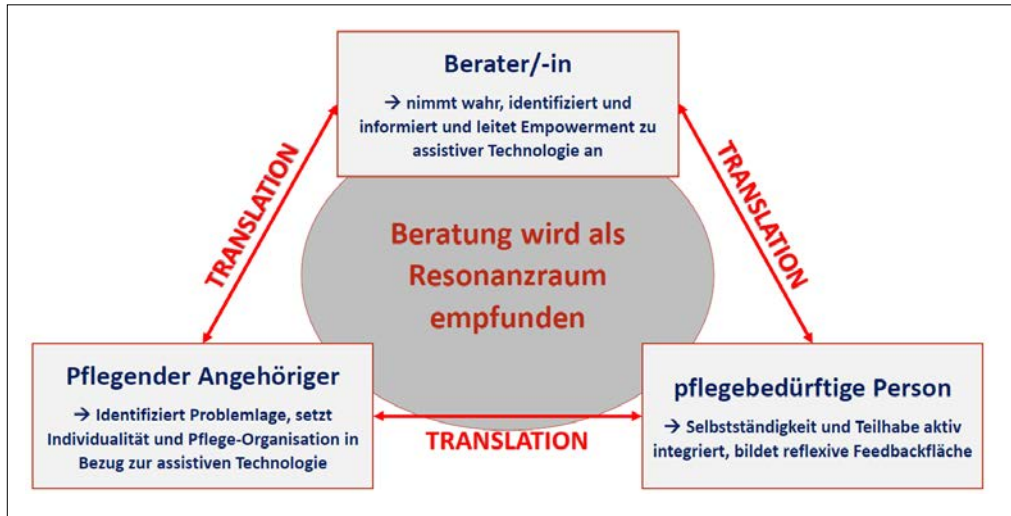 Berater/-in
→ nimmt wahr, identifiziert und
informiert und leitet Empowerment zu
assistiver Technologie an
TRANSLATION
TRANSLATION
Beratung wird als
Resonanzraum
empfunden
Pflegender Angehöriger
→ Identifiziert Problemlage, setzt
Individualität und Pflege-Organisation in
Bezug zur assistiven Technologie
TRANSLATION
pflegebedürftige Person
→ Selbstständigkeit und Teilhabe aktiv
integriert, bildet reflexive Feedbackfläche